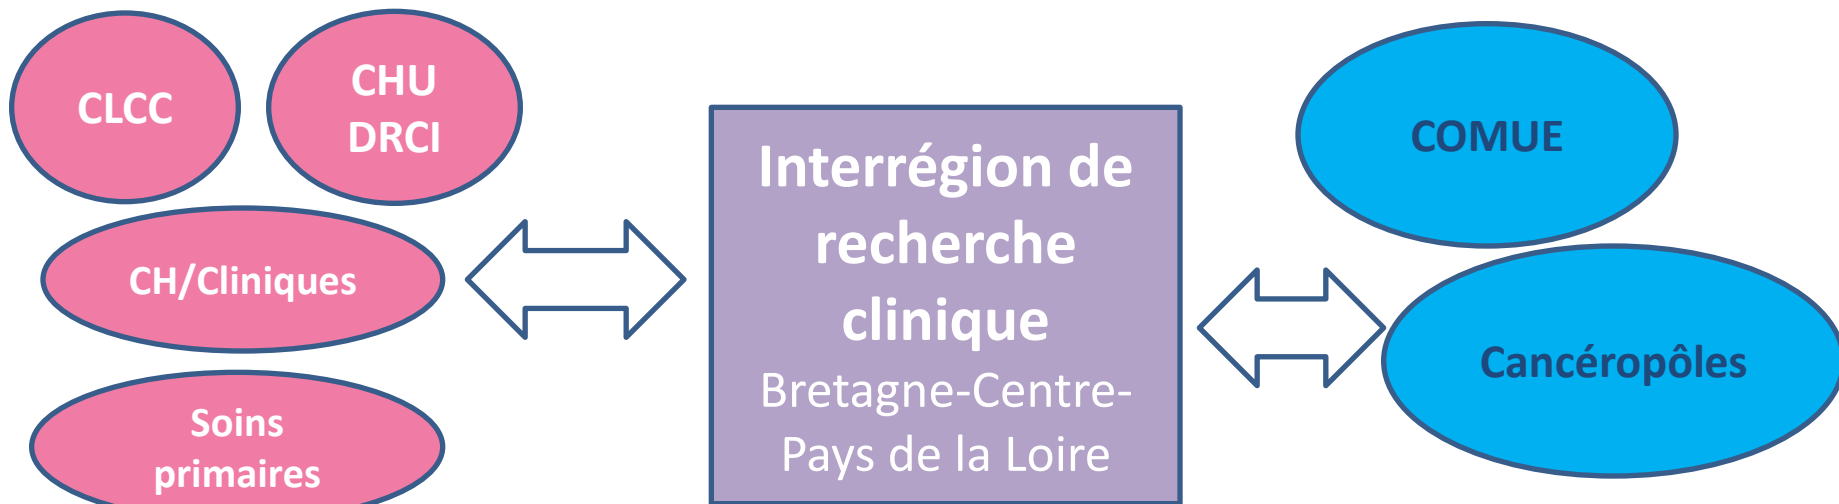 CLCC
CHU
DRCI
CH/Cliniques
Soins
primaires
Interrégion de
recherche
clinique
Bretagne-Centre-
Pays de la Loire
COMUE
Cancéropôles